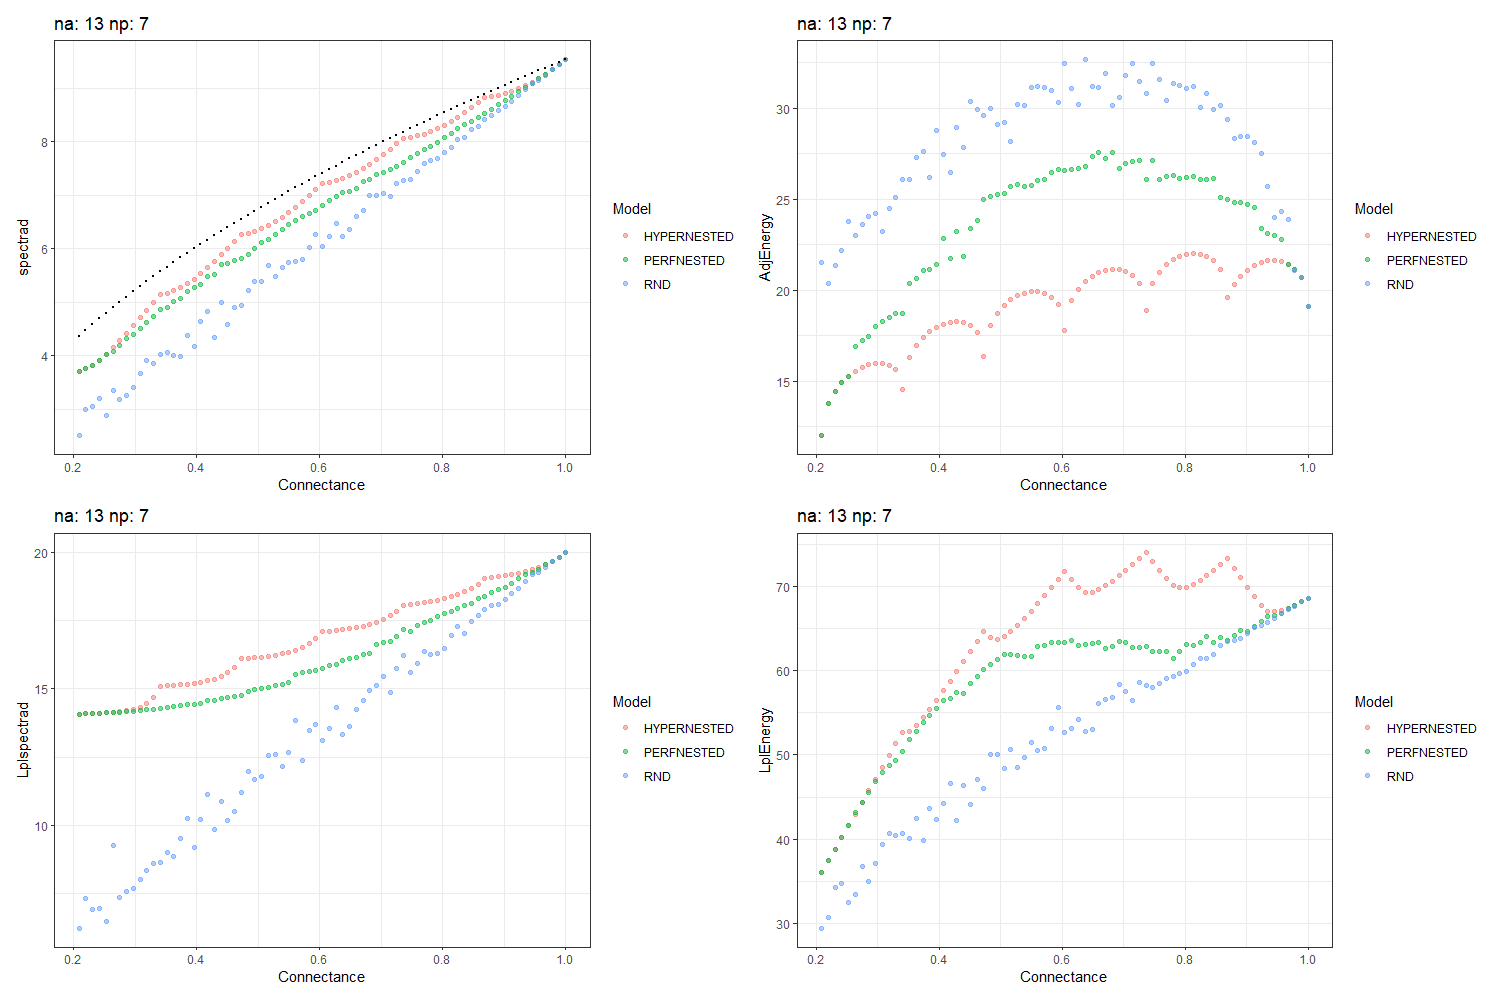 na: 13 np: 7
spectrad
8
6
4
0.2 0.4 0.6 0.8 1.0
Connectance
Model
HYPERNESTED
PERFNESTED
RND
na: 13 np: 7
AdjEnergy
30
25
20
15
0.2 0.4 0.6 0.8 1.0
Connectance
Model
HYPERNESTED
PERFNESTED
RND
na: 13 np: 7
Lplspectrad
20
15
10
0.2 0.4 0.6 0.8 1.0
Connectance
Model
HYPERNESTED
PERFNESTED
RND
na: 13 np: 7
LplEnergy
70
60
50
40
30
0.2 0.4 0.6 0.8 1.0
Connectance
Model
HYPERNESTED
PERFNESTED
RND